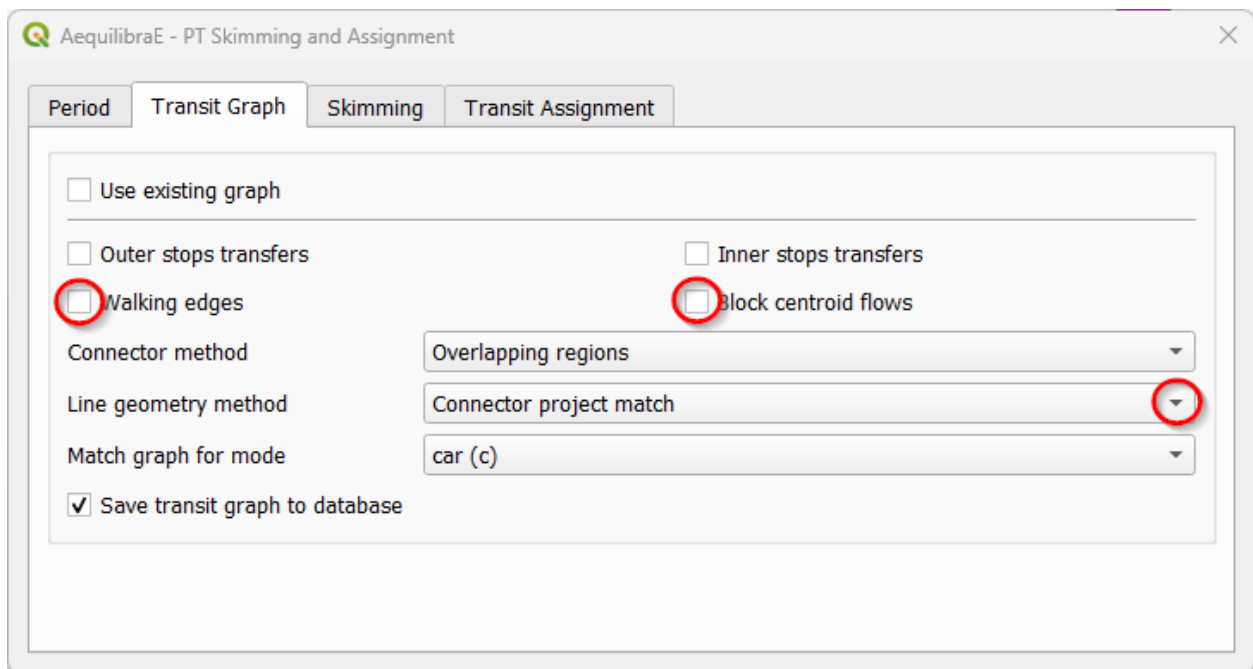 AequilibraE - PT Skimming and Assignment
Period Transit Graph Skimming Transit Assignment
Use existing graph
Outer stops transfers Inner stops transfers
Walking edges Block centroid flows
Connector method Overlapping regions
Line geometry method Connector project match
Match graph for mode car (c)
Save transit graph to database